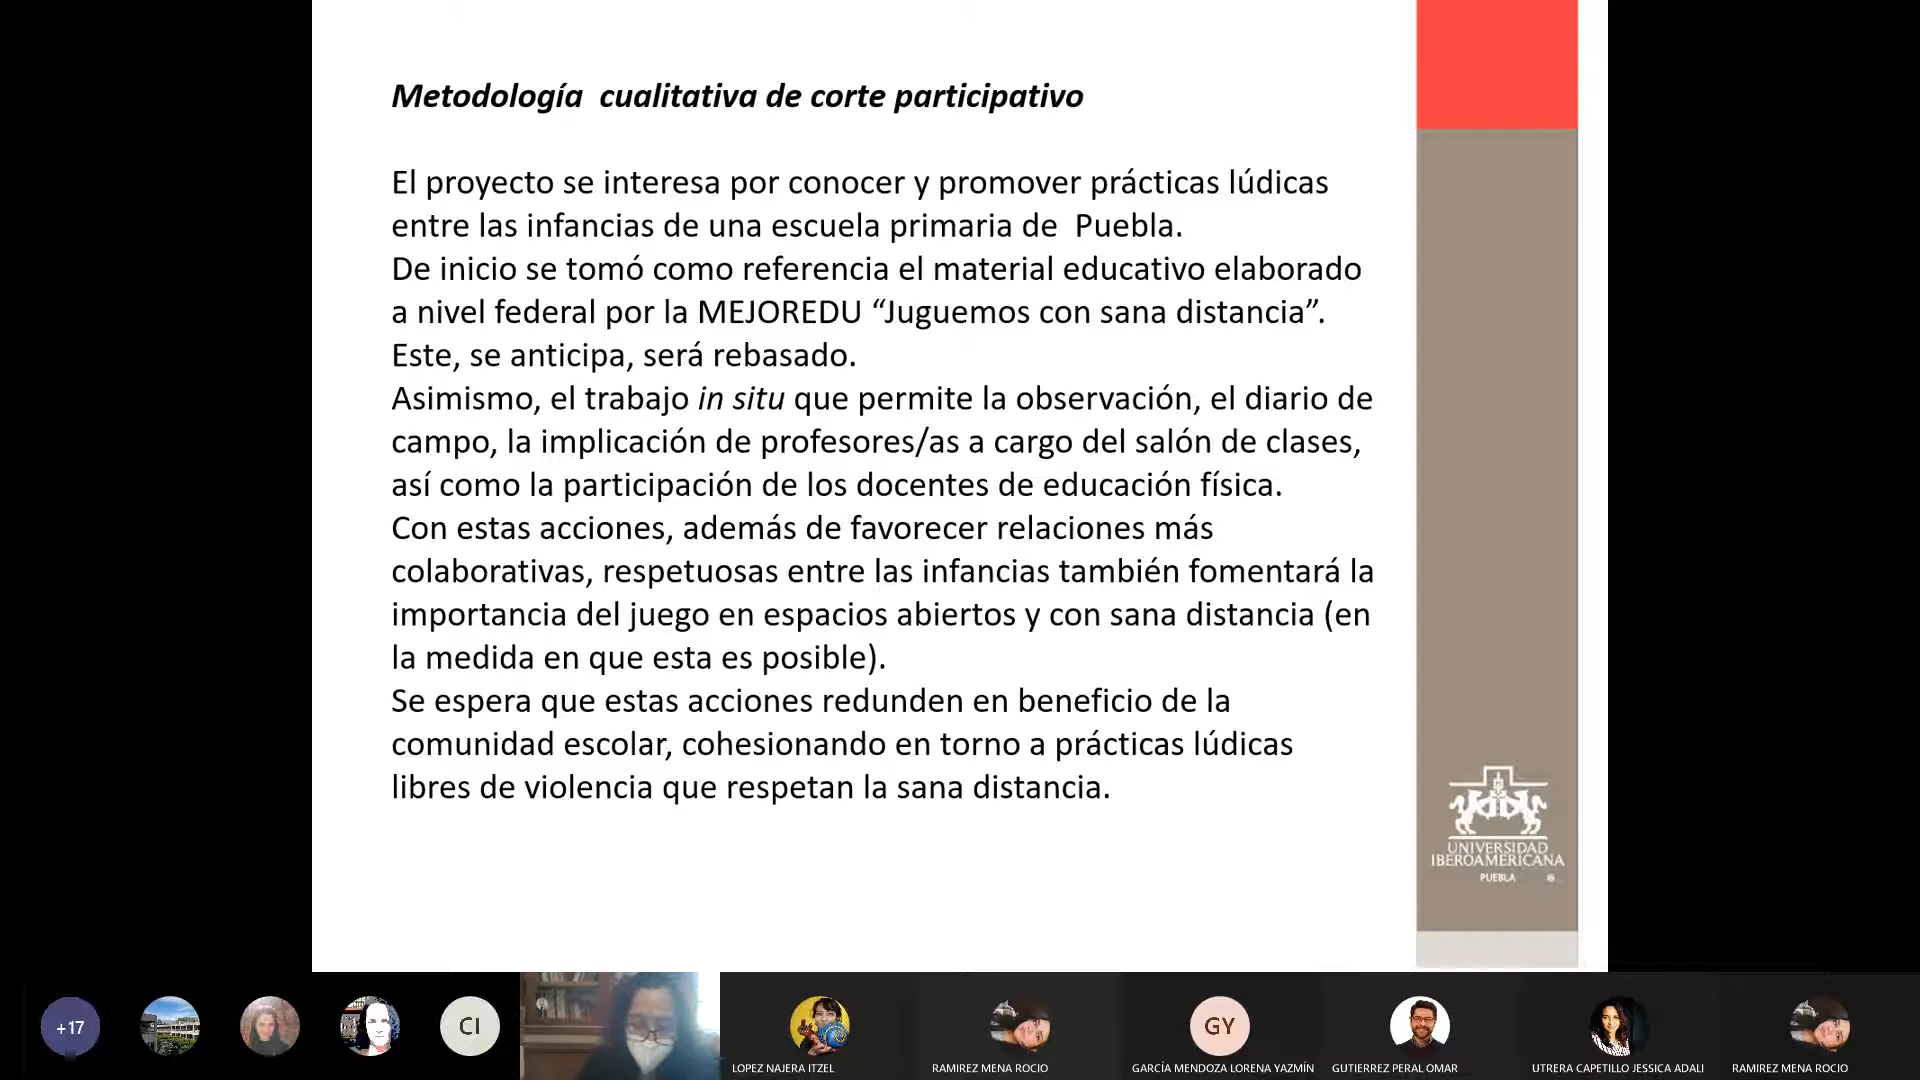 Metodología cualitativa de corte participativo
El proyecto se interesa por conocer y promover prácticas lúdicas
entre las infancias de una escuela primaria de Puebla.
De inicio se tomó como referencia el material educativo elaborado
a nivel federal por la MEJOREDU “Juguemos con sana distancia”.
Este, se anticipa, será rebasado.
Asimismo, el trabajo in situ que permite la observación, el diario de
campo, la implicación de profesores/as a cargo del salón de clases,
así como la participación de los docentes de educación física.
Con estas acciones, además de favorecer relaciones más
colaborativas, respetuosas entre las infancias también fomentará la
importancia del juego en espacios abiertos y con sana distancia (en
la medida en que esta es posible).
Se espera que estas acciones redunden en beneficio de la
comunidad escolar, cohesionando en torno a prácticas lúdicas
libres de violencia que respetan la sana distancia.
UNIVERSIDAD
IBEROAMERICANA
PUEBLA ®
+17
CI
GY
LOPEZ NAJERA ITZEL
RAMIREZ MENA ROCIO
GARCÍA MENDOZA LORENA YAZMÍN
GUTIERREZ PERAL OMAR
UTRERA CAPETILLO JESSICA ADALI
RAMIREZ MENA ROCIO